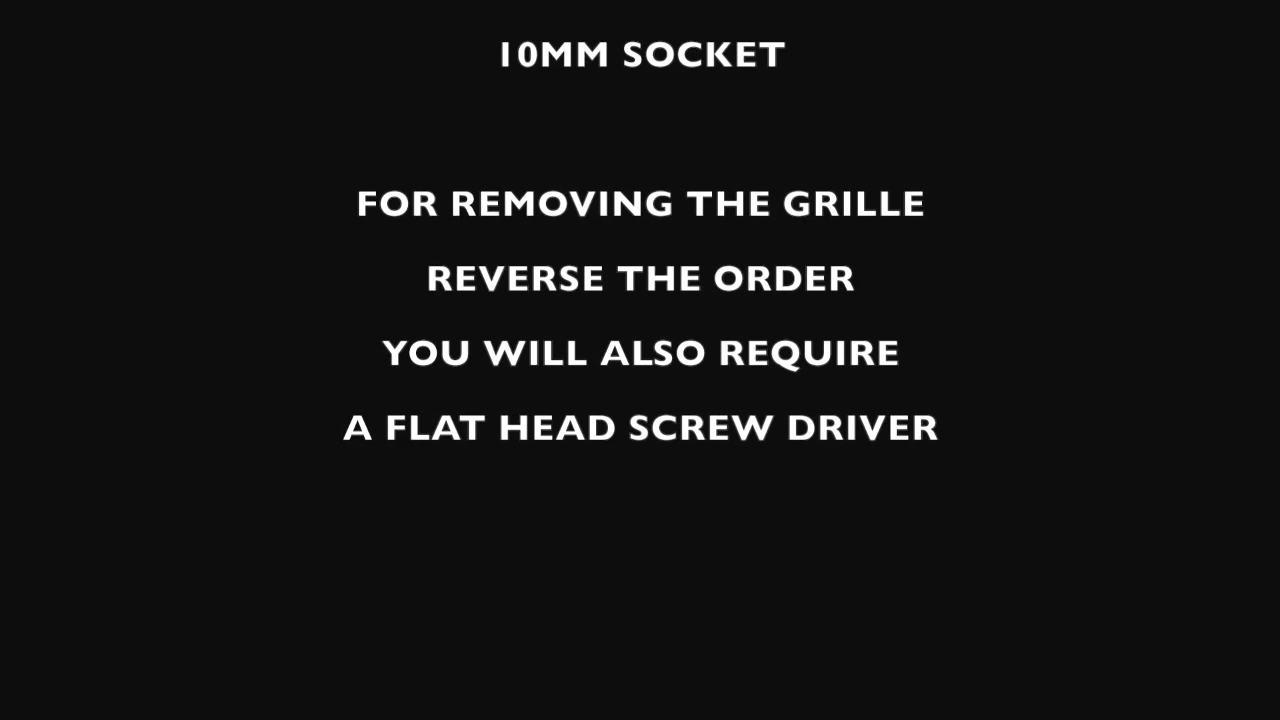 10MM SOCKET
FOR REMOVING THE GRILLE
REVERSE THE ORDER
YOU WILL ALSO REQUIRE
A FLAT HEAD SCREW DRIVER